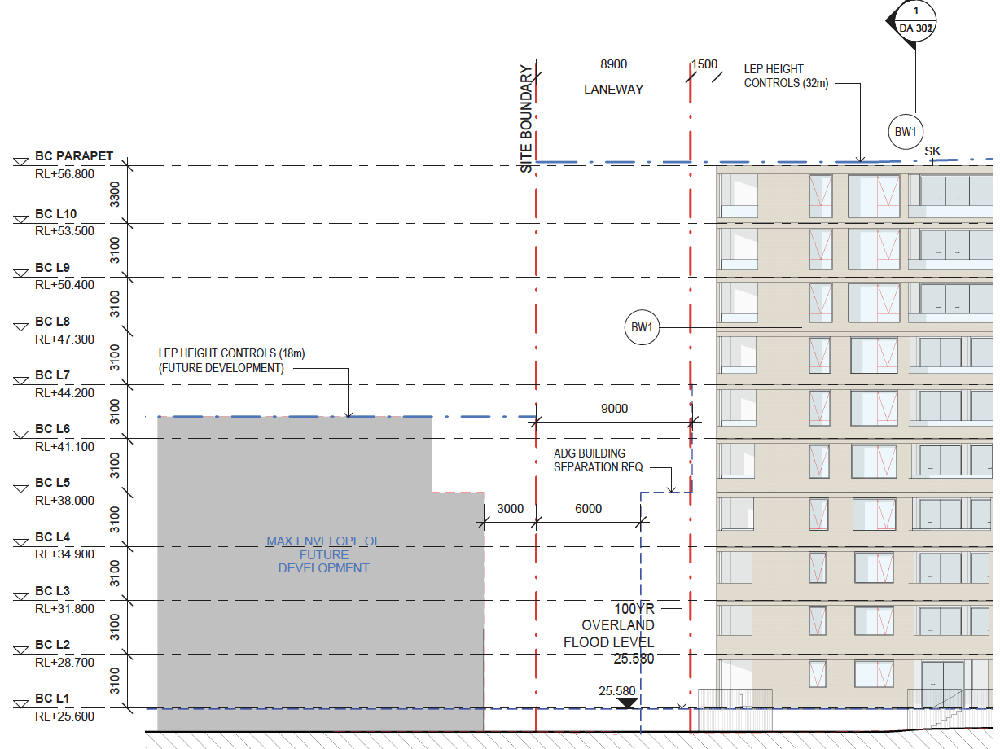 1
DA 302
8900
1500
LANEWAY
SITE BOUNDARY
LEP HEIGHT
CONTROLS (32m)
BW1
SK
BC PARAPET
RL+56.800
3300
BC L10
RL+53.500
3100
BC L9
RL+50.400
3100
BC L8
RL+47.300
BW1
3100
LEP HEIGHT CONTROLS (18m)
(FUTURE DEVELOPMENT)
BC L7
RL+44.200
3100
9000
BC L6
RL+41.100
3100
ADG BUILDING
SEPARATION REQ
BC L5
RL+38.000
3100
3000
6000
BC L4
RL+34.900
MAX ENVELOPE OF
FUTURE
DEVELOPMENT
3100
BC L3
RL+31.800
3100
100YR
OVERLAND
FLOOD LEVEL
25.580
BC L2
RL+28.700
3100
25.580
BC L1
RL+25.600